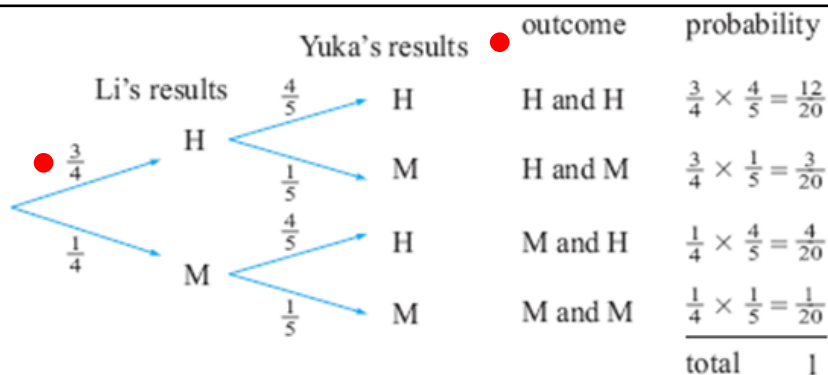 outcome probability
Yuka's results
Li's results
4/5 H H and H 3/4 × 4/5 = 12/20
H
3/4
1/5 M H and M 3/4 × 1/5 = 3/20
4/5 H M and H 1/4 × 4/5 = 4/20
1/4
M
1/5 M M and M 1/4 × 1/5 = 1/20
total 1